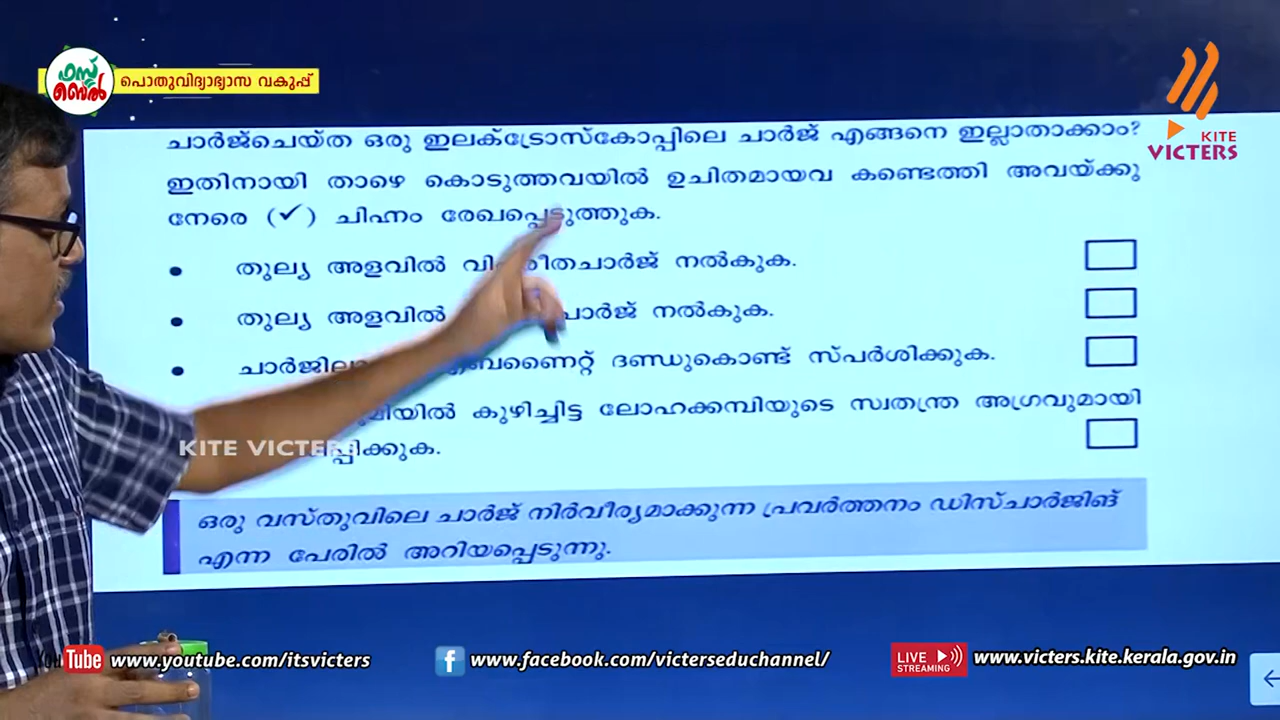 ഫസ്റ്റ് ബെൽ
പൊതുവിദ്യാഭ്യാസ വകുപ്പ്
KITE
VICTERS
ചാർജ്ചെയ്ത ഒരു ഇലക്ട്രോസ്കോപ്പിലെ ചാർജ് എങ്ങനെ ഇല്ലാതാക്കാം?
ഇതിനായി താഴെ കൊടുത്തവയിൽ ഉചിതമായവ കണ്ടെത്തി അവയ്ക്കു
നേരെ (✓) ചിഹ്നം രേഖപ്പെടുത്തുക.
• തുല്യ അളവിൽ നൽകുക.
• തുല്യ അളവിൽ നൽകുക.
• ദണ്ഡുകൊണ്ട് സ്പർശിക്കുക.
കുഴിച്ചിട്ട ലോഹക്കമ്പിയുടെ സ്വതന്ത്ര അഗ്രവുമായി
KITE VICTERS
ഒരു വസ്തുവിലെ ചാർജ് നിർവീര്യമാക്കുന്ന പ്രവർത്തനം ഡിസ്ചാർജിങ്
എന്ന പേരിൽ അറിയപ്പെടുന്നു.
YouTube www.youtube.com/itsvicters
f www.facebook.com/victerseduchannel/
LIVE STREAMING www.victers.kite.kerala.gov.in